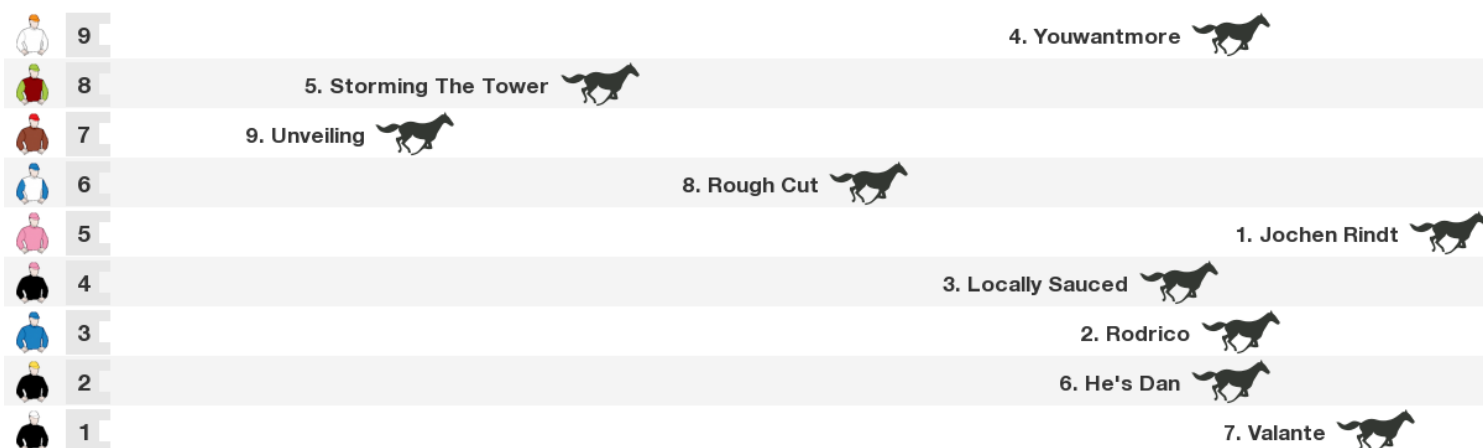 9 4. Youwantmore
8 5. Storming The Tower
7 9. Unveiling
6 8. Rough Cut
5 1. Jochen Rindt
4 3. Locally Sauced
3 2. Rodrico
2 6. He's Dan
1 7. Valante